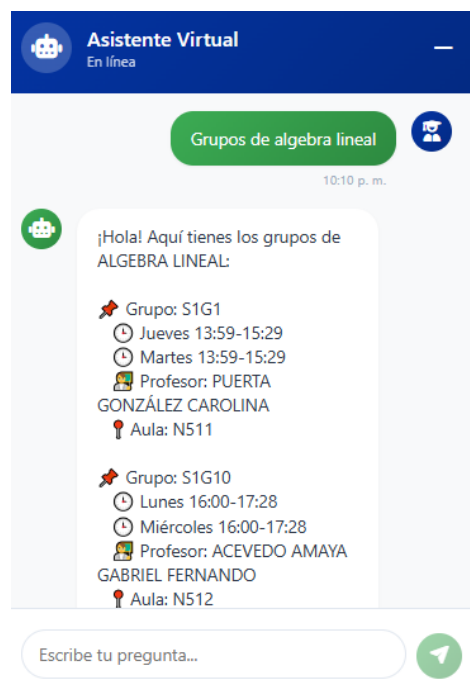 Asistente Virtual
En línea
Grupos de algebra lineal
10:10 p. m.
¡Hola! Aquí tienes los grupos de
ALGEBRA LINEAL:
📌 Grupo: S1G1
🕒 Jueves 13:59-15:29
🕒 Martes 13:59-15:29
👩‍🏫 Profesor: PUERTA
GONZÁLEZ CAROLINA
📍 Aula: N511
📌 Grupo: S1G10
🕒 Lunes 16:00-17:28
🕒 Miércoles 16:00-17:28
👩‍🏫 Profesor: ACEVEDO AMAYA
GABRIEL FERNANDO
📍 Aula: N512
Escribe tu pregunta...